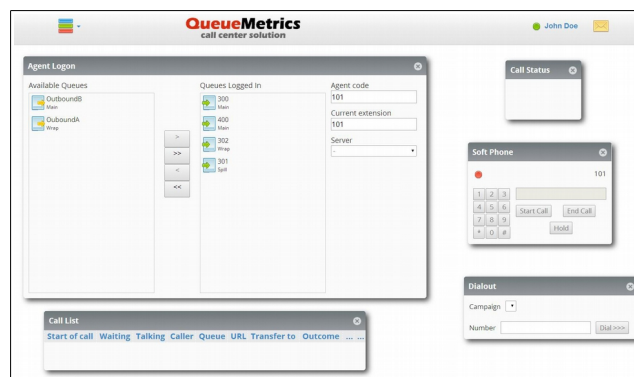 QueueMetrics
call center solution
John Doe
Agent Logon
Available Queues
OutboundB
Main
OuboundA
Wrap
>
>>
<
<<
Queues Logged In
300
Main
400
Main
302
Wrap
301
Spill
Agent code
101
Current extension
101
Server
-
Call Status
Soft Phone
101
1 2 3
4 5 6
7 8 9
* 0 #
Start Call End Call
Hold
Dialout
Campaign
Number Dial >>>
Call List
Start of call Waiting Talking Caller Queue URL Transfer to Outcome ... ...